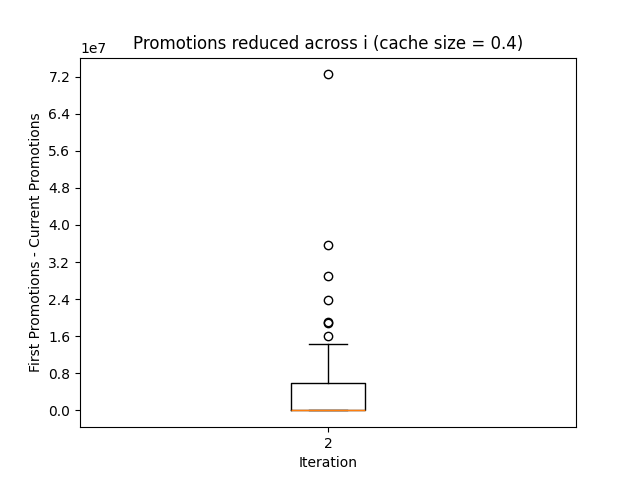 Promotions reduced across i (cache size = 0.4)
1e7
7.2
6.4
5.6
4.8
4.0
3.2
2.4
1.6
0.8
0.0
First Promotions - Current Promotions
2
Iteration